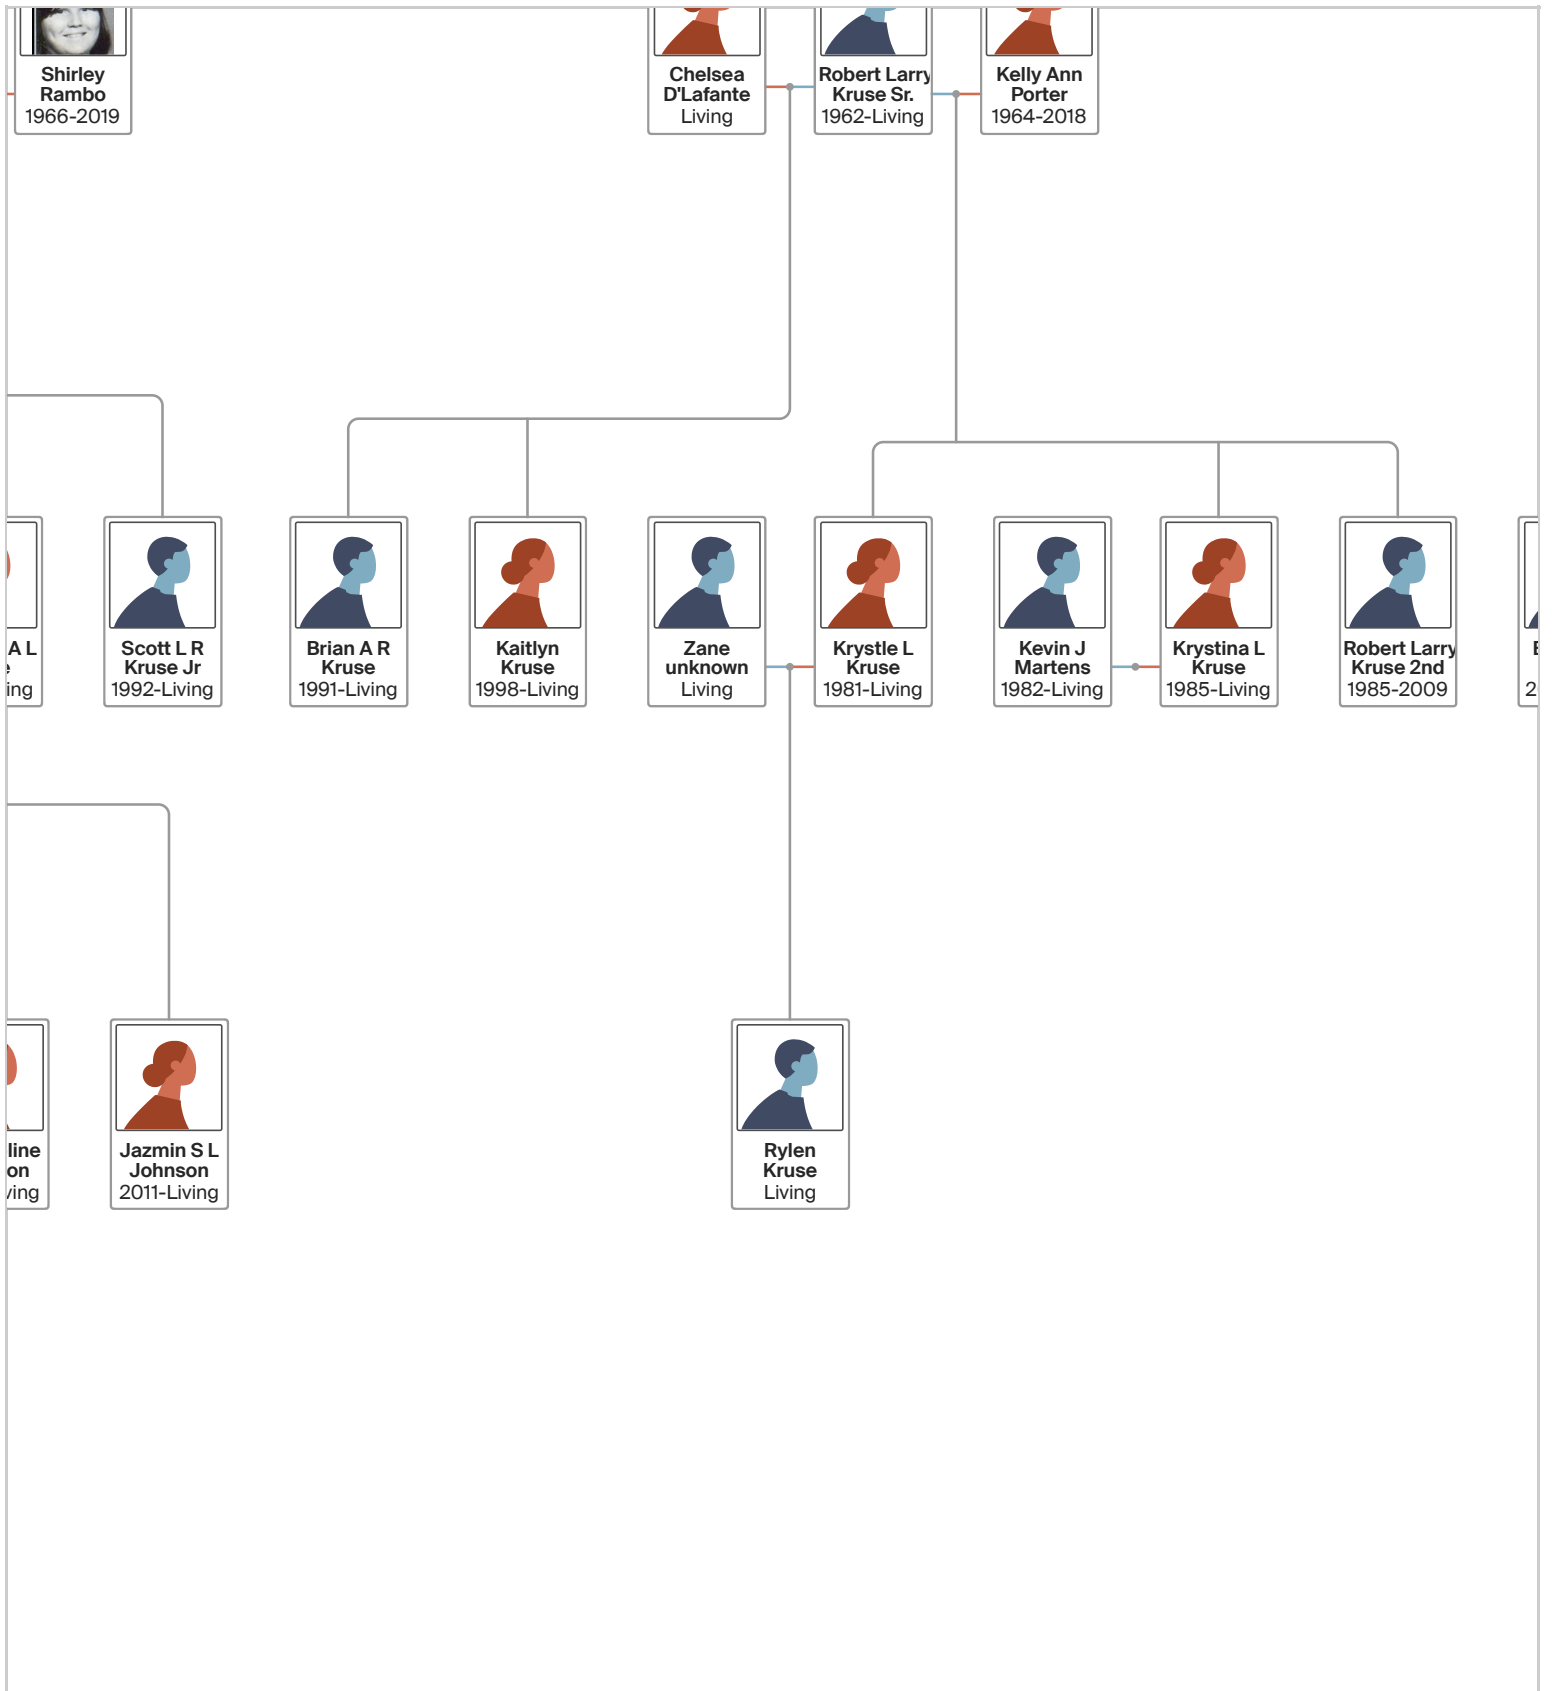 Shirley
Rambo
1966-2019
Chelsea
D'Lafante
Living
Robert Larry
Kruse Sr.
1962-Living
Kelly Ann
Porter
1964-2018
A L
Scott L R
Kruse Jr
1992-Living
Brian A R
Kruse
1991-Living
Kaitlyn
Kruse
1998-Living
Zane
unknown
Living
Krystle L
Kruse
1981-Living
Kevin J
Martens
1982-Living
Krystina L
Kruse
1985-Living
Robert Larry
Kruse 2nd
1985-2009
Jazmin S L
Johnson
2011-Living
Rylen
Kruse
Living